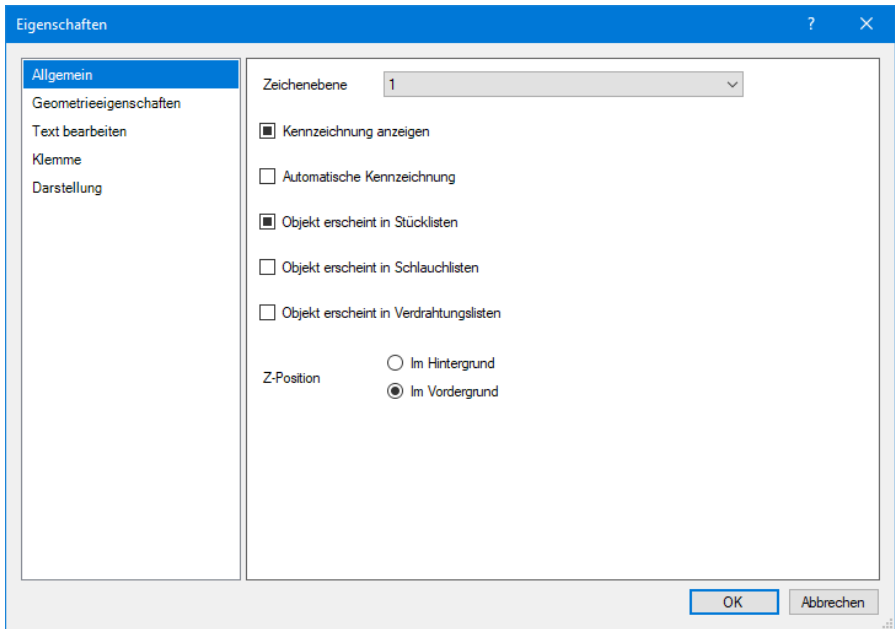 Eigenschaften
Allgemein
Geometrieeigenschaften
Text bearbeiten
Klemme
Darstellung
Zeichenebene 1
Kennzeichnung anzeigen
Automatische Kennzeichnung
Objekt erscheint in Stücklisten
Objekt erscheint in Schlauchlisten
Objekt erscheint in Verdrahtungslisten
Z-Position
Im Hintergrund
Im Vordergrund
OK Abbrechen